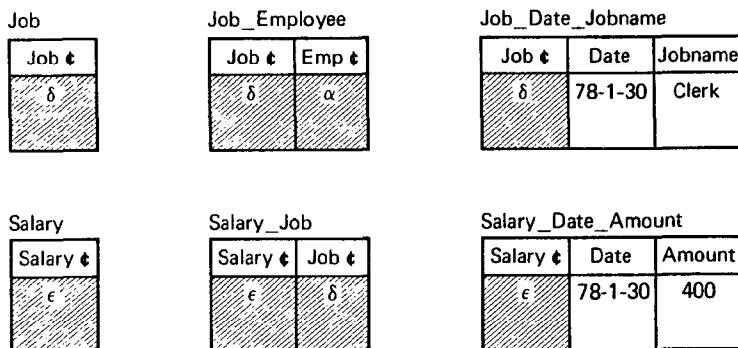 Job Job_Employee Job_Date_Jobname
Job ¢ Job ¢ Emp ¢ Job ¢ Date Jobname
δ δ α δ 78-1-30 Clerk
Salary Salary_Job Salary_Date_Amount
Salary ¢ Salary ¢ Job ¢ Salary ¢ Date Amount
ϵ ϵ δ ϵ 78-1-30 400